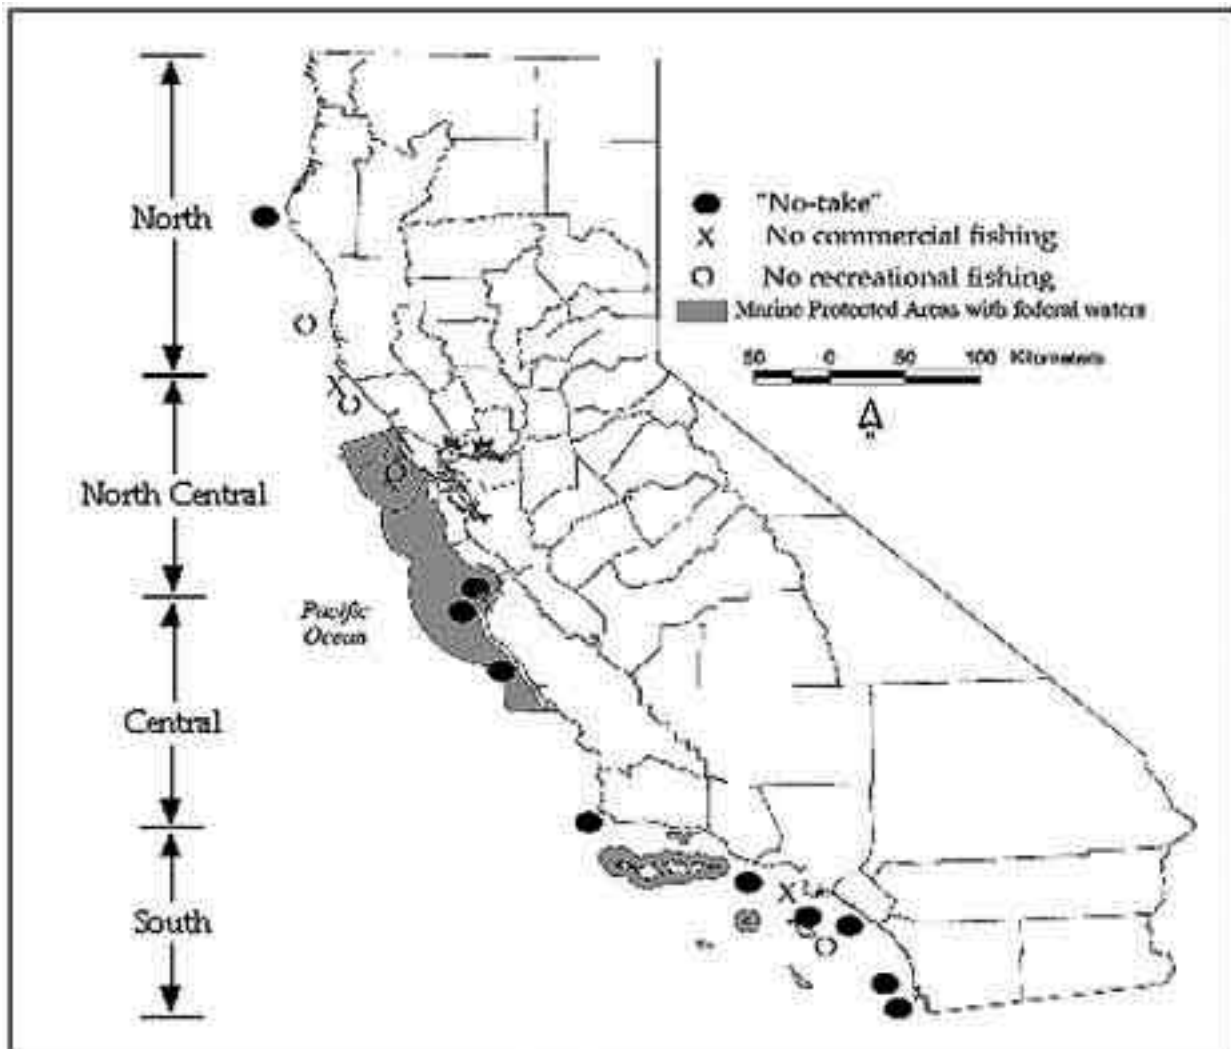 North
"No-take"
X No commercial fishing
No recreational fishing
Marine Protected Areas with federal waters
50 0 50 100 Kilometers
N
North Central
Pacific
Ocean
Central
South